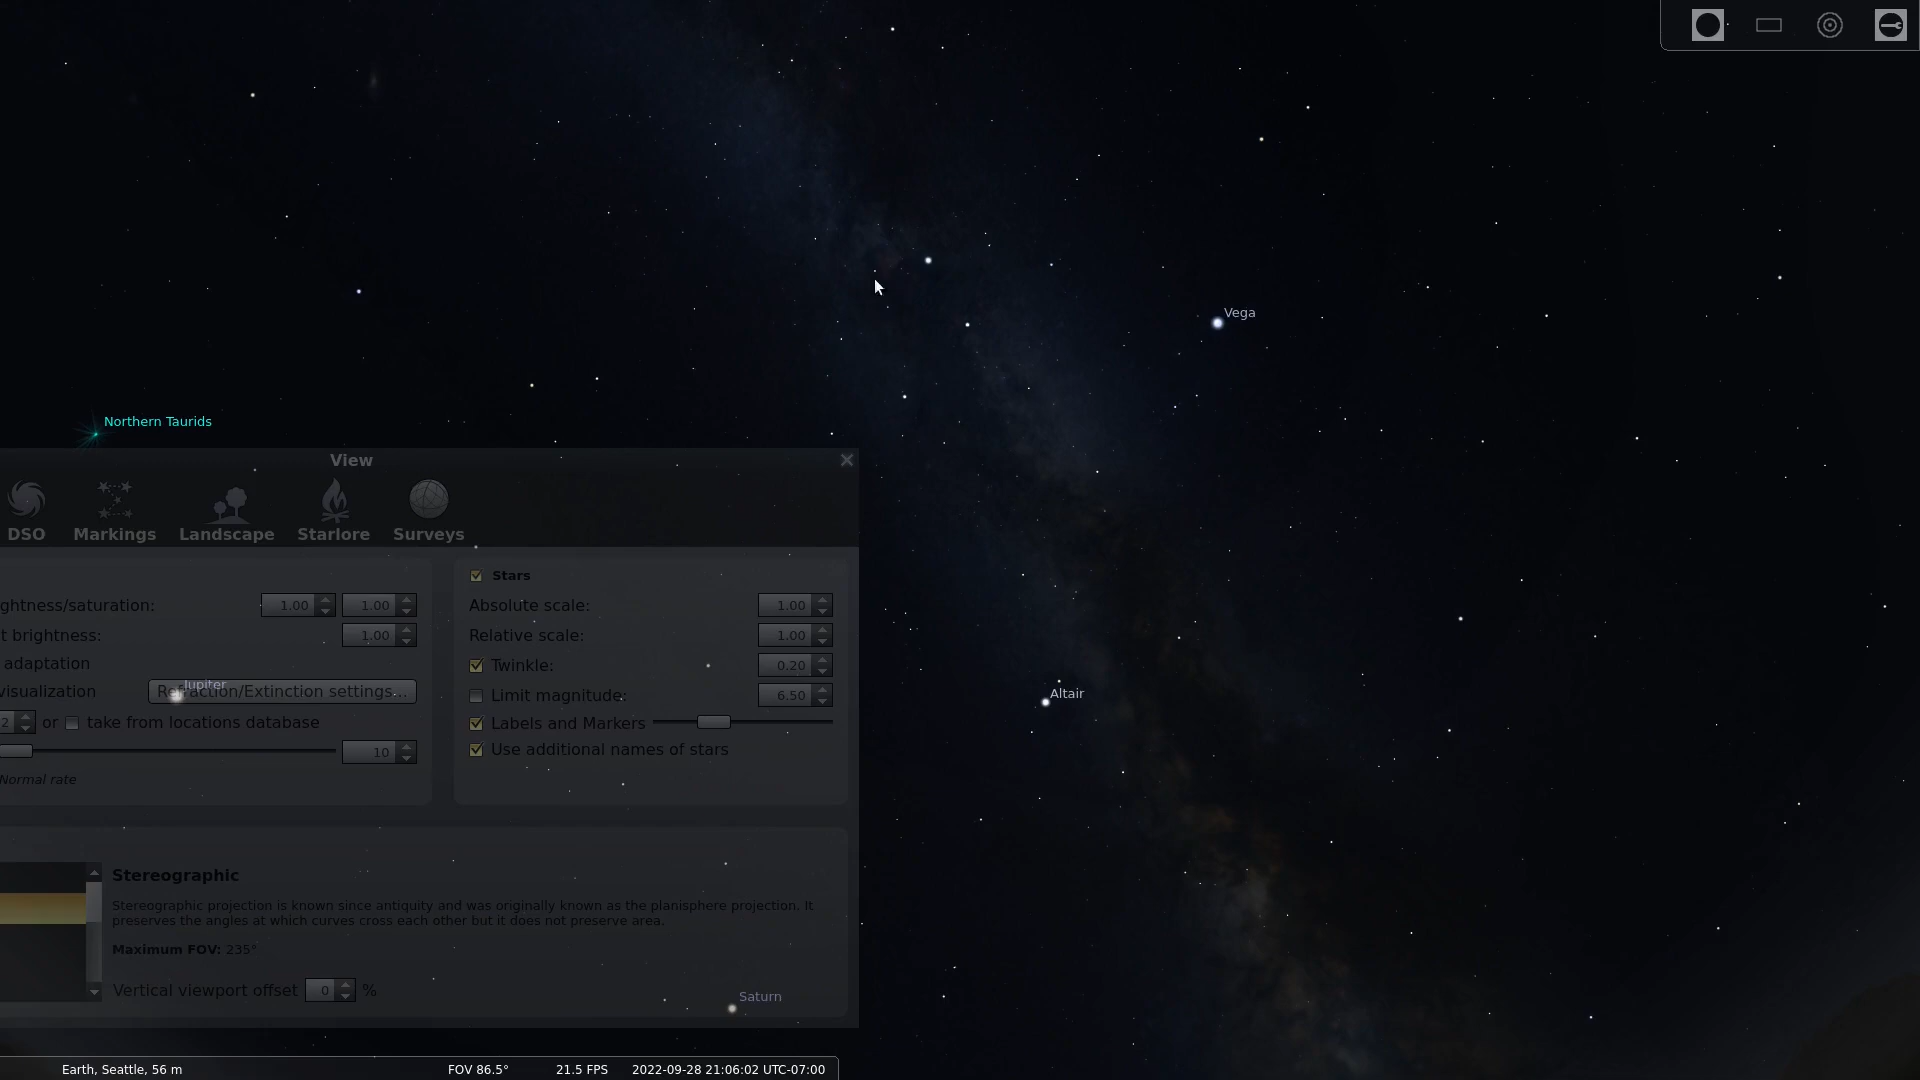 Vega
Northern Taurids
View
DSO Markings Landscape Starlore Surveys
Stars
ghtness/saturation: 1.00 1.00
Absolute scale: 1.00
t brightness: 1.00
Relative scale: 1.00
adaptation
Twinkle: 0.20
visualization Refraction/Extinction settings...
Jupiter
Limit magnitude: 6.50
Altair
2 or take from locations database
Labels and Markers
10
Use additional names of stars
Normal rate
Stereographic
Stereographic projection is known since antiquity and was originally known as the planisphere projection. It
preserves the angles at which curves cross each other but it does not preserve area.
Maximum FOV: 235°
Vertical viewport offset 0 %
Saturn
Earth, Seattle, 56 m FOV 86.5° 21.5 FPS 2022-09-28 21:06:02 UTC-07:00